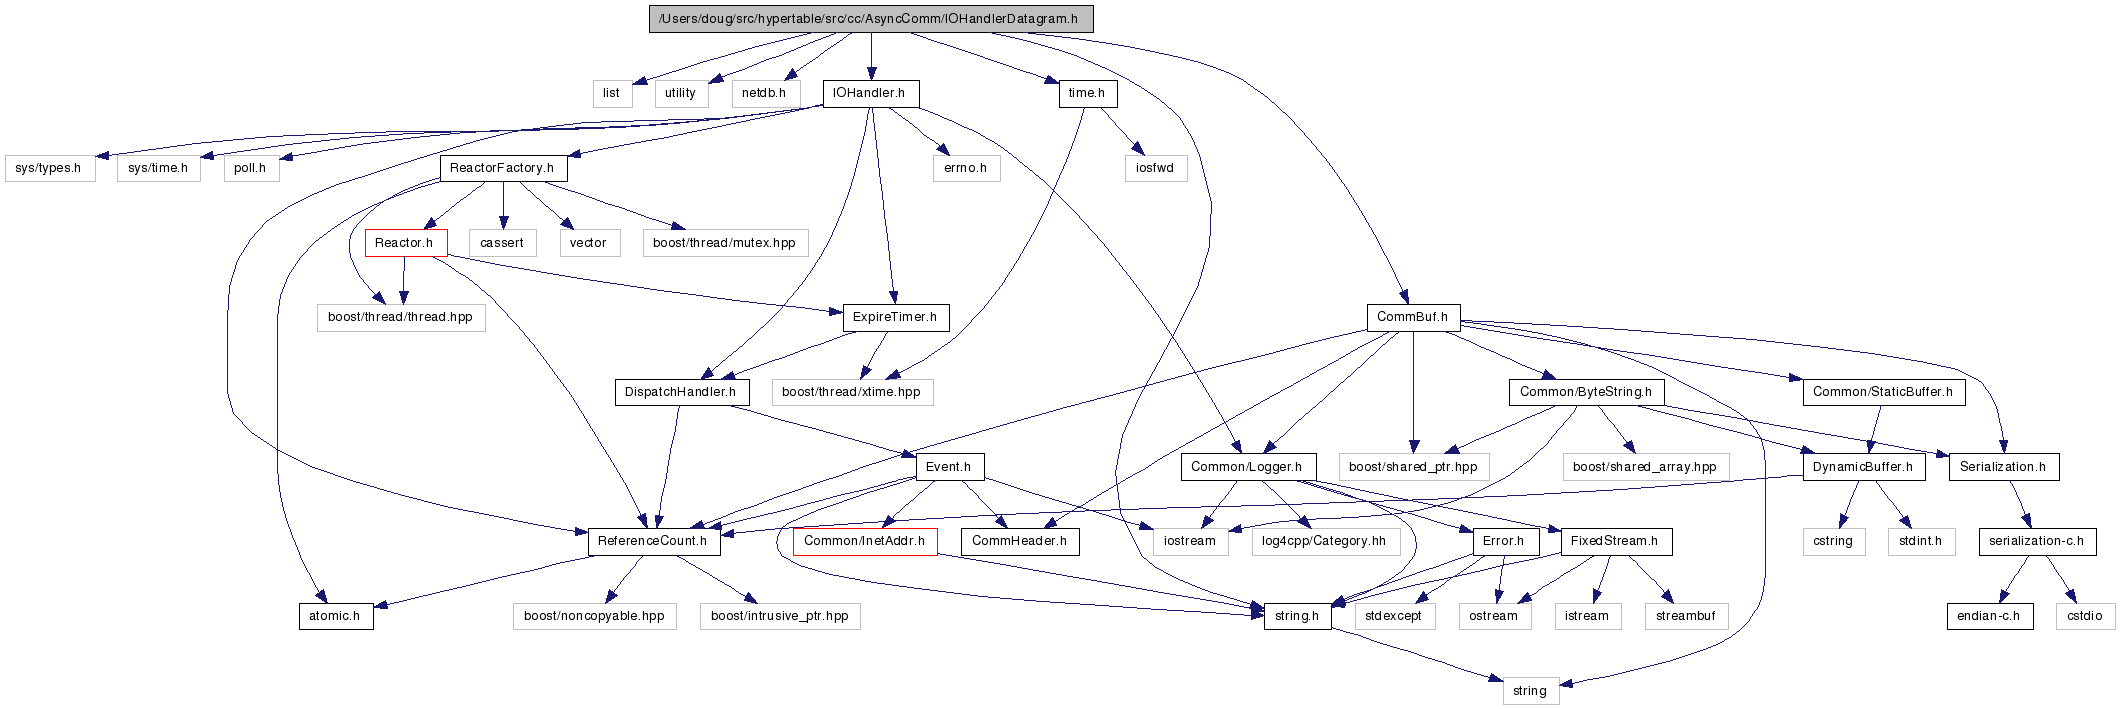 /Users/doug/src/hypertable/src/cc/AsyncComm/IOHandlerDatagram.h
list
utility
netdb.h
IOHandler.h
time.h
sys/types.h
sys/time.h
poll.h
ReactorFactory.h
errno.h
iosfwd
Reactor.h
cassert
vector
boost/thread/mutex.hpp
boost/thread/thread.hpp
ExpireTimer.h
CommBuf.h
DispatchHandler.h
boost/thread/xtime.hpp
Common/ByteString.h
Common/StaticBuffer.h
Event.h
Common/Logger.h
boost/shared_ptr.hpp
boost/shared_array.hpp
DynamicBuffer.h
Serialization.h
ReferenceCount.h
Common/InetAddr.h
CommHeader.h
iostream
log4cpp/Category.hh
Error.h
FixedStream.h
cstring
stdint.h
serialization-c.h
atomic.h
boost/noncopyable.hpp
boost/intrusive_ptr.hpp
string.h
stdexcept
ostream
istream
streambuf
endian-c.h
cstdio
string